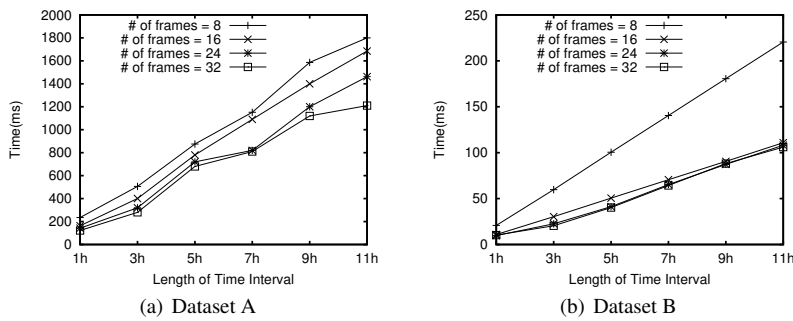 # of frames = 8
# of frames = 16
# of frames = 24
# of frames = 32
Time(ms)
1800
1600
1400
1200
1000
800
600
400
200
0
2000
1h
3h
5h
7h
9h
11h
Length of Time Interval
(a) Dataset A
# of frames = 8
# of frames = 16
# of frames = 24
# of frames = 32
Time(ms)
250
200
150
100
50
0
1h
3h
5h
7h
9h
11h
Length of Time Interval
(b) Dataset B